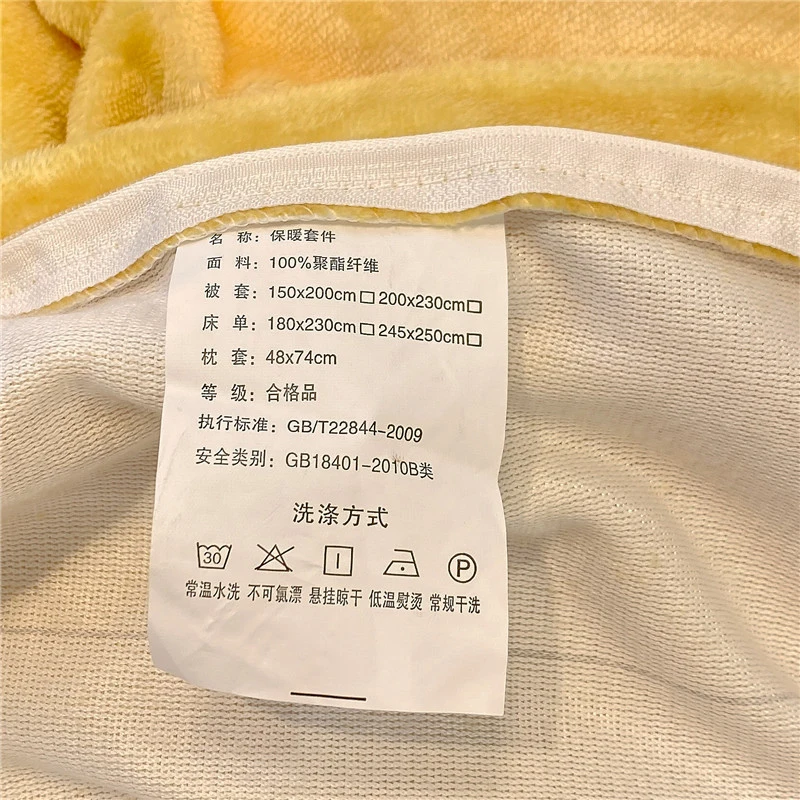 名 称：保暖套件
面 料：100%聚酯纤维
被 套：150x200cm□ 200x230cm□
床 单：180x230cm□ 245x250cm□
枕 套：48x74cm
等 级：合格品
执行标准：GB/T22844-2009
安全类别：GB18401-2010B类
洗涤方式
30 P
常温水洗 不可氯漂 悬挂晾干 低温熨烫 常规干洗